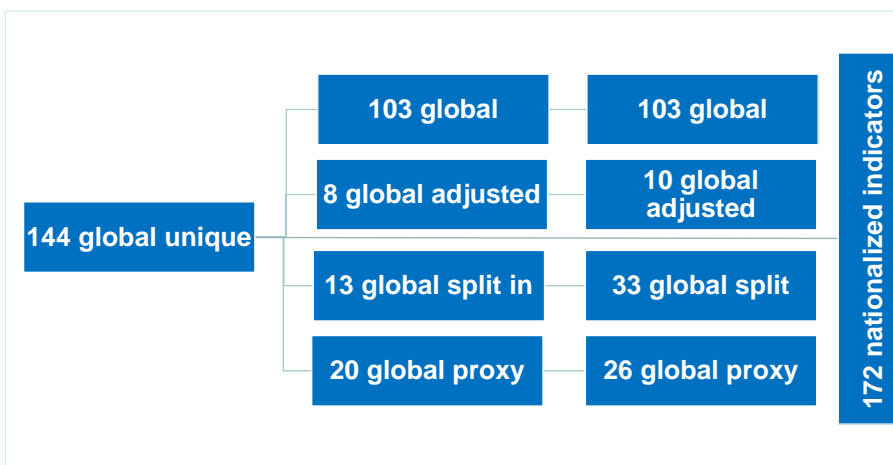 144 global unique
103 global
103 global
8 global adjusted
10 global
adjusted
13 global split in
33 global split
20 global proxy
26 global proxy
172 nationalized indicators